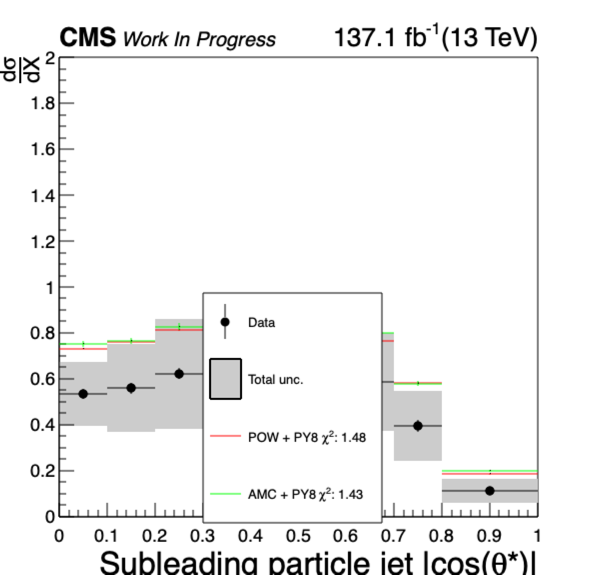 CMS Work In Progress 137.1 fb⁻¹(13 TeV)
dσ
dX
2
1.8
1.6
1.4
1.2
1
0.8
0.6
0.4
0.2
0
Data
Total unc.
POW + PY8 χ²: 1.48
AMC + PY8 χ²: 1.43
0 0.1 0.2 0.3 0.4 0.5 0.6 0.7 0.8 0.9 1
Subleading particle jet |cos(θ*)|